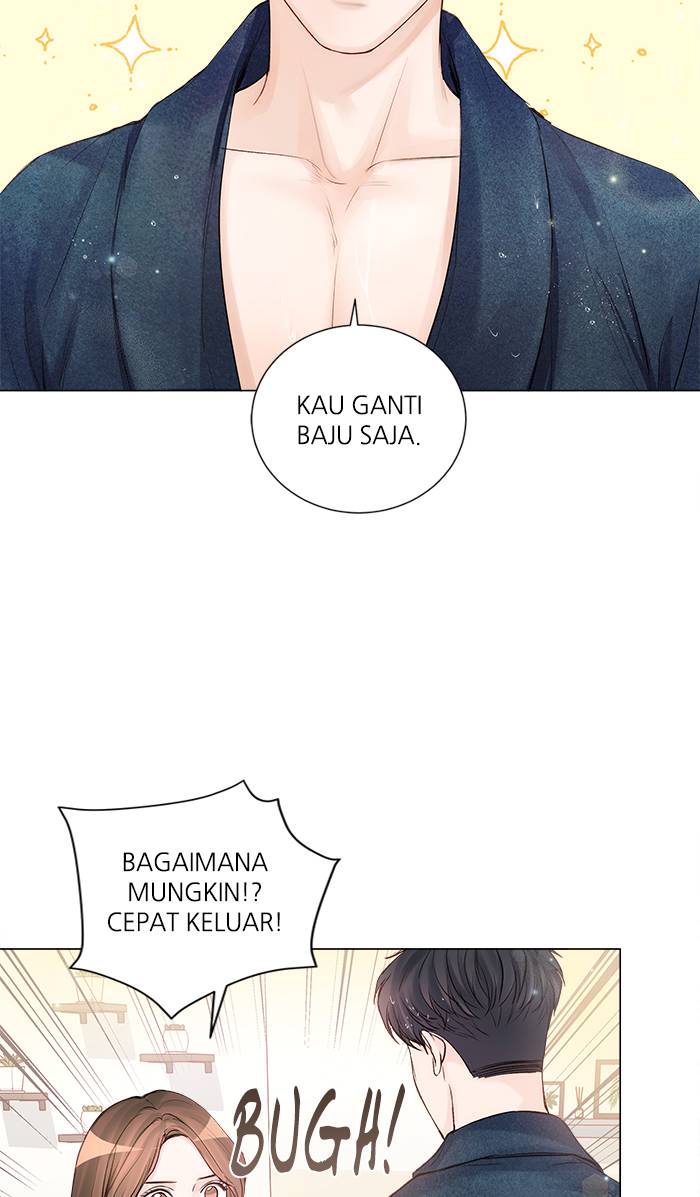 KAU GANTI
BAJU SAJA.
BAGAIMANA
MUNGKIN!?
CEPAT KELUAR!
BUGH!